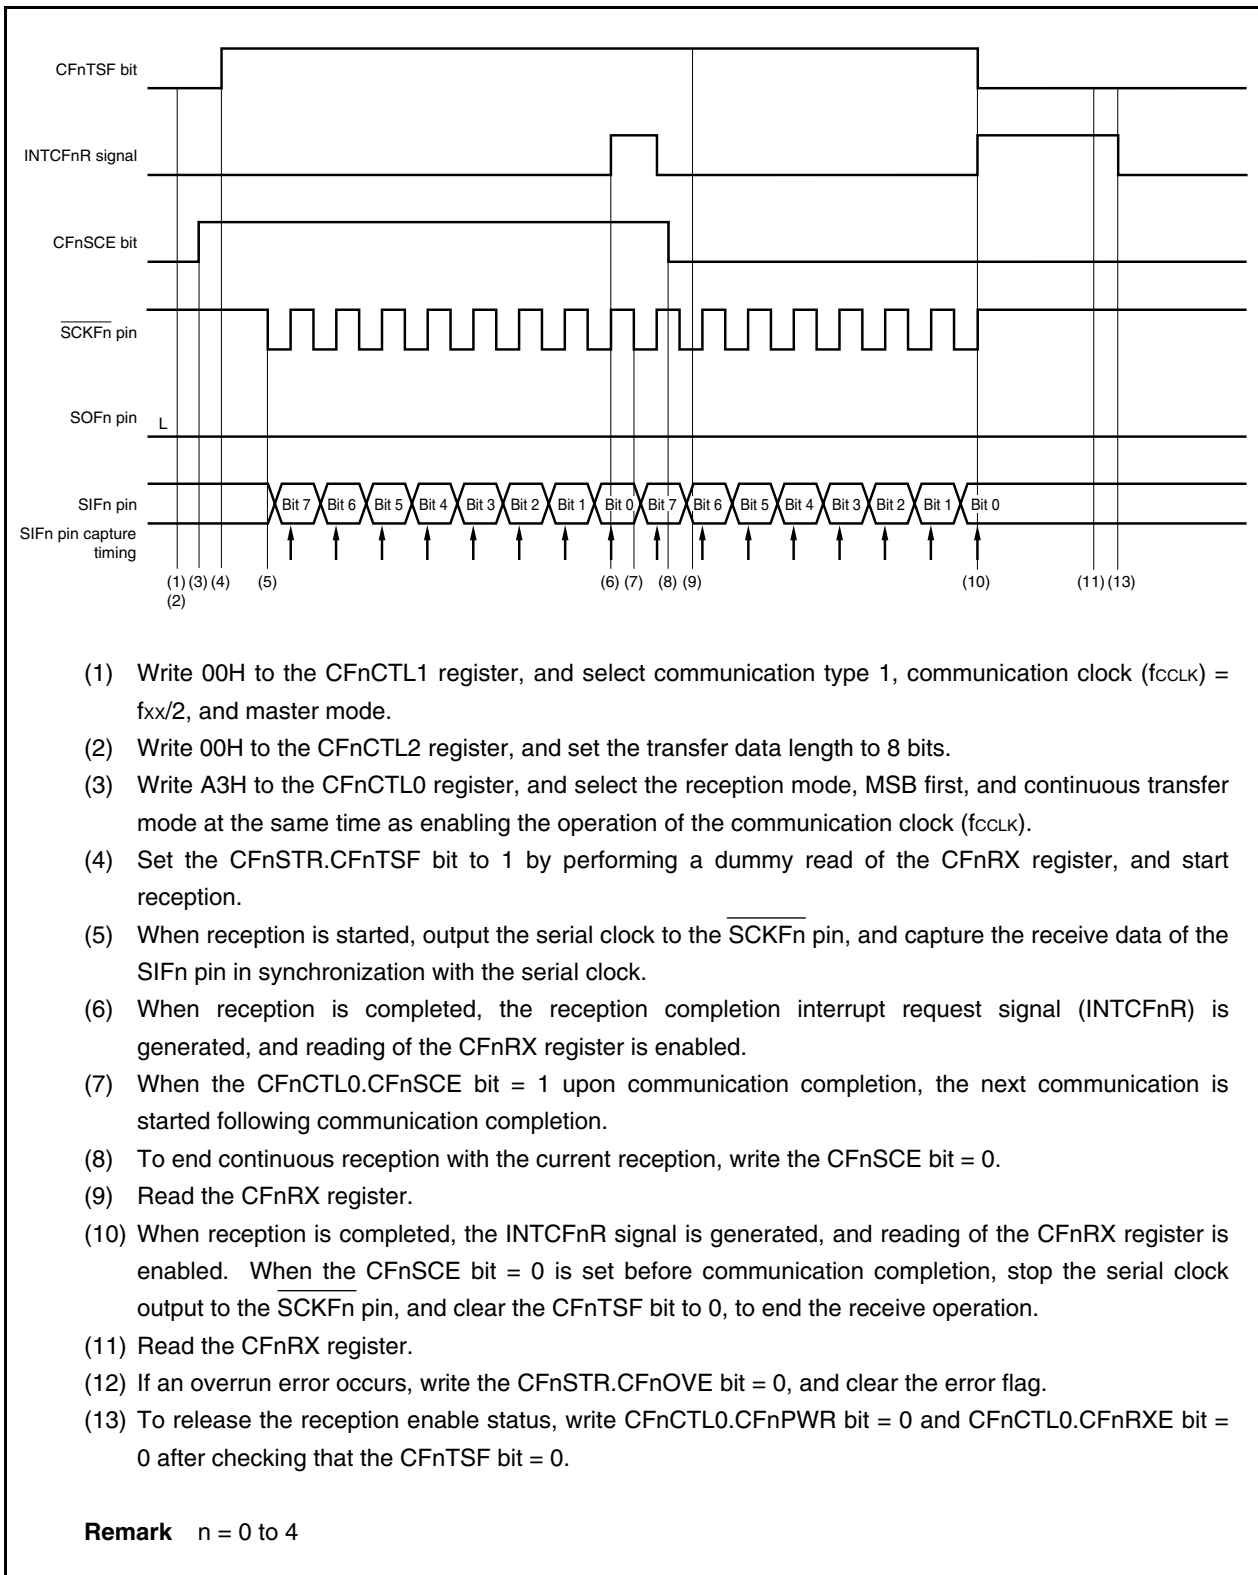 CFnTSF bit
INTCFnR signal
CFnSCE bit
SCKFn pin
SOFn pin L
SIFn pin Bit 7 Bit 6 Bit 5 Bit 4 Bit 3 Bit 2 Bit 1 Bit 0 Bit 7 Bit 6 Bit 5 Bit 4 Bit 3 Bit 2 Bit 1 Bit 0
SIFn pin capture
timing
(1) (3) (4) (5) (6) (7) (8) (9) (10) (11) (13)
(2)
(1) Write 00H to the CFnCTL1 register, and select communication type 1, communication clock (fCCLK) =
fXX/2, and master mode.
(2) Write 00H to the CFnCTL2 register, and set the transfer data length to 8 bits.
(3) Write A3H to the CFnCTL0 register, and select the reception mode, MSB first, and continuous transfer
mode at the same time as enabling the operation of the communication clock (fCCLK).
(4) Set the CFnSTR.CFnTSF bit to 1 by performing a dummy read of the CFnRX register, and start
reception.
(5) When reception is started, output the serial clock to the SCKFn pin, and capture the receive data of the
SIFn pin in synchronization with the serial clock.
(6) When reception is completed, the reception completion interrupt request signal (INTCFnR) is
generated, and reading of the CFnRX register is enabled.
(7) When the CFnCTL0.CFnSCE bit = 1 upon communication completion, the next communication is
started following communication completion.
(8) To end continuous reception with the current reception, write the CFnSCE bit = 0.
(9) Read the CFnRX register.
(10) When reception is completed, the INTCFnR signal is generated, and reading of the CFnRX register is
enabled. When the CFnSCE bit = 0 is set before communication completion, stop the serial clock
output to the SCKFn pin, and clear the CFnTSF bit to 0, to end the receive operation.
(11) Read the CFnRX register.
(12) If an overrun error occurs, write the CFnSTR.CFnOVE bit = 0, and clear the error flag.
(13) To release the reception enable status, write CFnCTL0.CFnPWR bit = 0 and CFnCTL0.CFnRXE bit =
0 after checking that the CFnTSF bit = 0.
Remark n = 0 to 4